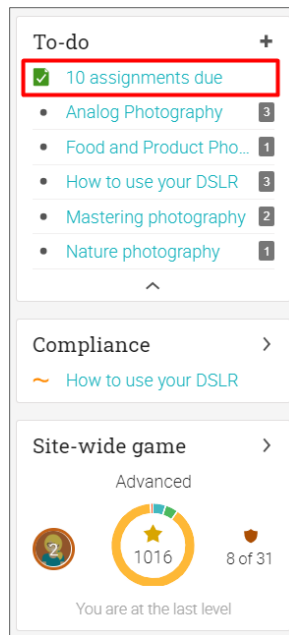 To-do +
10 assignments due
Analog Photography 3
Food and Product Pho... 1
How to use your DSLR 3
Mastering photography 2
Nature photography 1
Compliance
How to use your DSLR
Site-wide game
Advanced
2
1016
8 of 31
You are at the last level